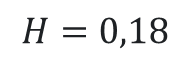 H = 0,18